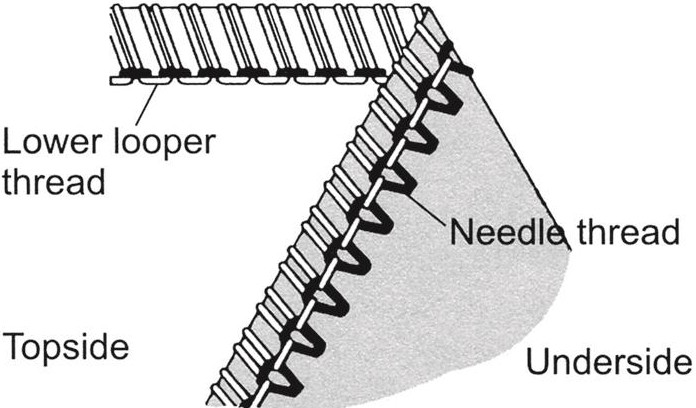 Lower looper
thread
Needle thread
Topside
Underside